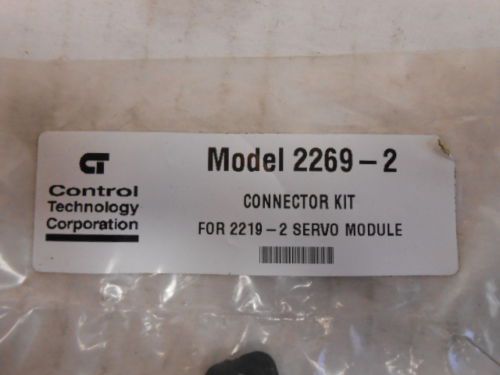 CT
Control
Technology
Corporation
Model 2269-2
CONNECTOR KIT
FOR 2219-2 SERVO MODULE